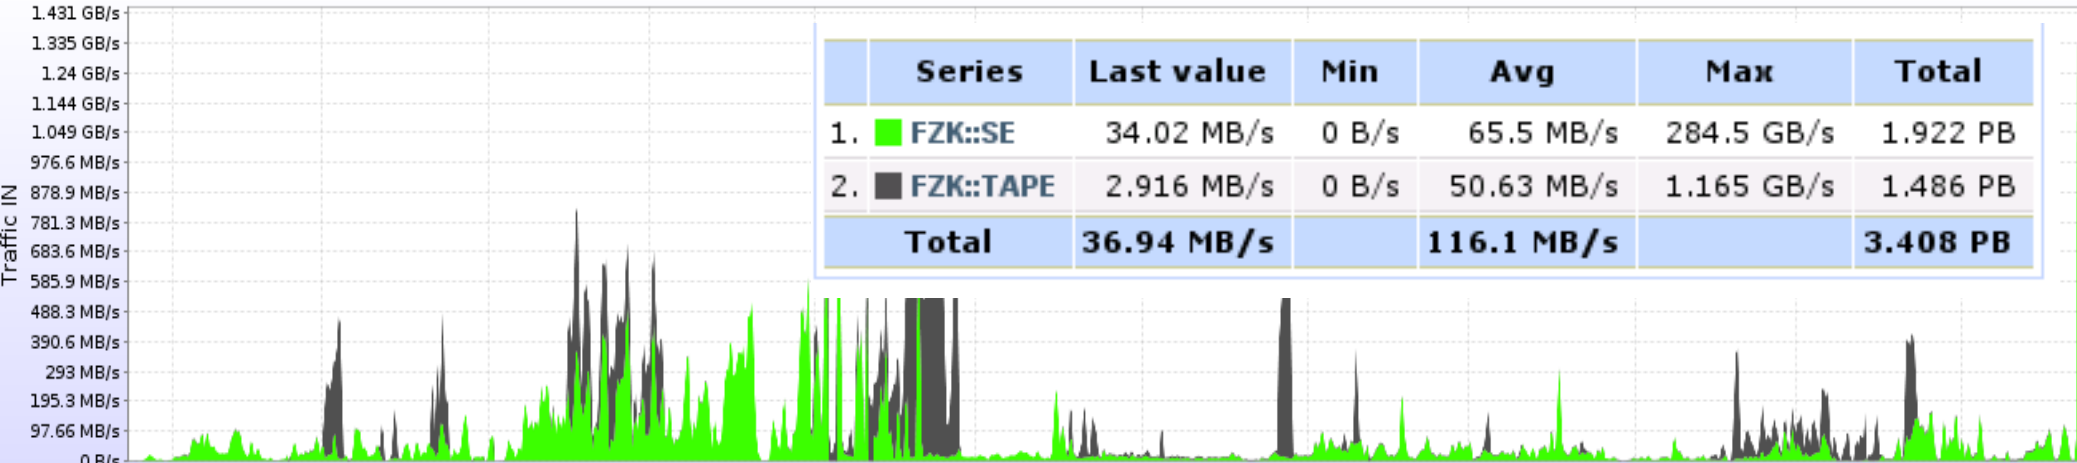 1.431 GB/s
1.335 GB/s
1.24 GB/s
1.144 GB/s
1.049 GB/s
976.6 MB/s
878.9 MB/s
781.3 MB/s
683.6 MB/s
585.9 MB/s
488.3 MB/s
390.6 MB/s
293 MB/s
195.3 MB/s
97.66 MB/s
0 B/s
Traffic IN
Series Last value Min Avg Max Total
1. FZK::SE 34.02 MB/s 0 B/s 65.5 MB/s 284.5 GB/s 1.922 PB
2. FZK::TAPE 2.916 MB/s 0 B/s 50.63 MB/s 1.165 GB/s 1.486 PB
Total 36.94 MB/s 116.1 MB/s 3.408 PB